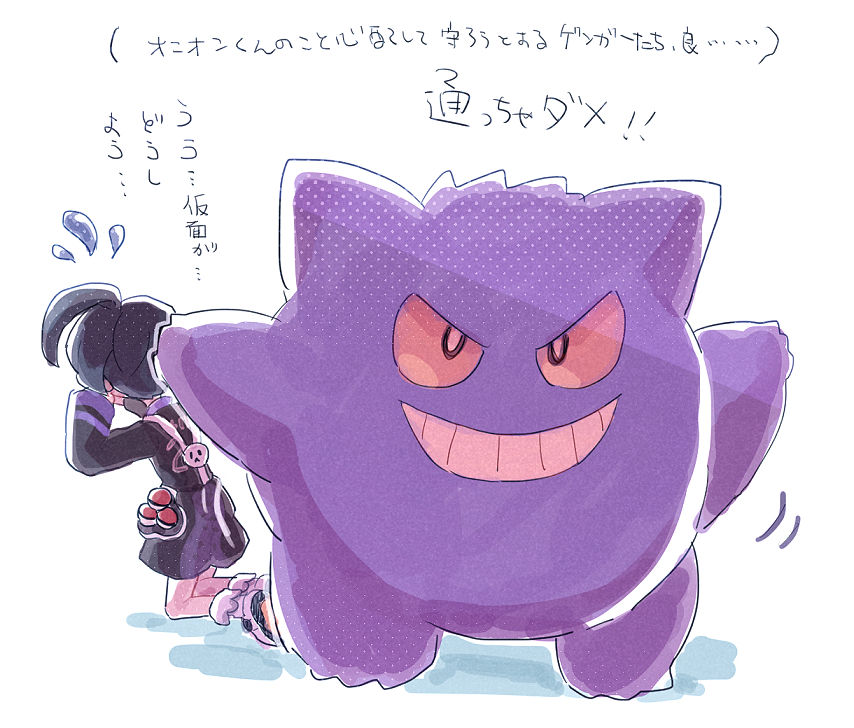 (オニオンくんのこと心配して守ろうとするゲンガーたち、良……)
通っちゃダメ!!
うう…仮面が…
どうし
よう…